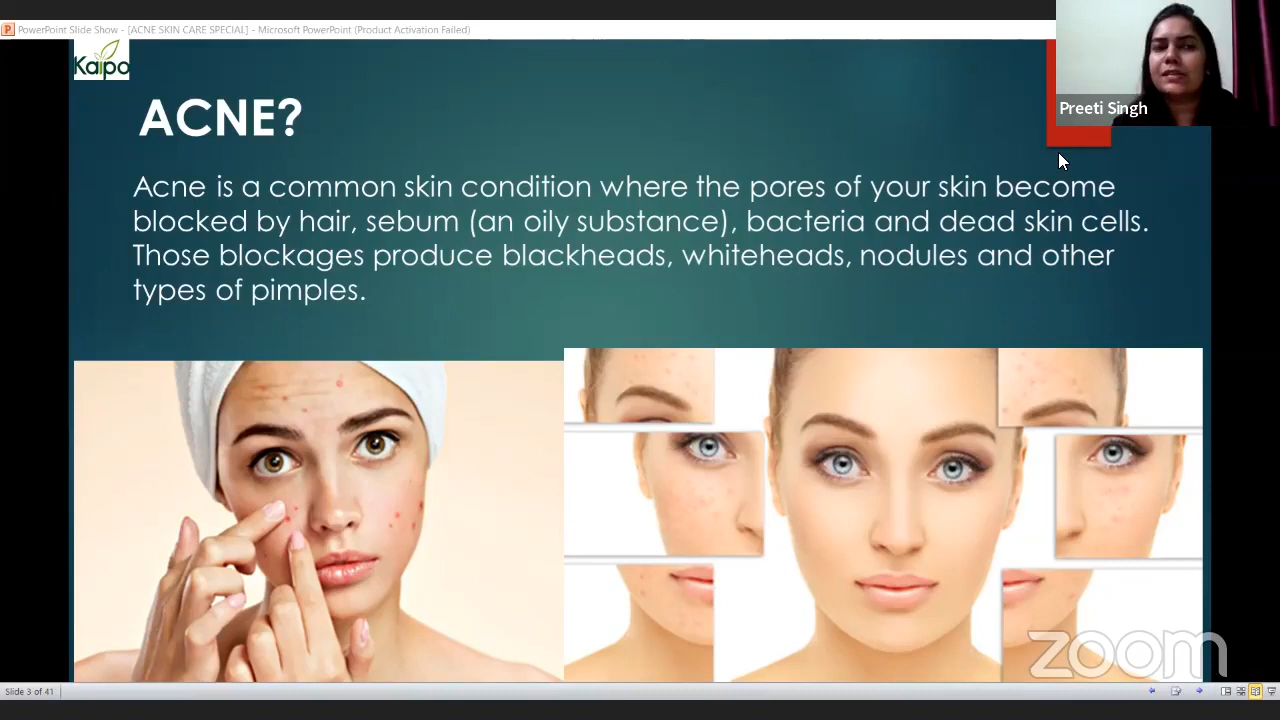 PowerPoint Slide Show - [ACNE SKIN CARE SPECIAL] - Microsoft PowerPoint (Product Activation Failed)
Kaipo
Preeti Singh
ACNE?
Acne is a common skin condition where the pores of your skin become
blocked by hair, sebum (an oily substance), bacteria and dead skin cells.
Those blockages produce blackheads, whiteheads, nodules and other
types of pimples.
zoom
Slide 3 of 41